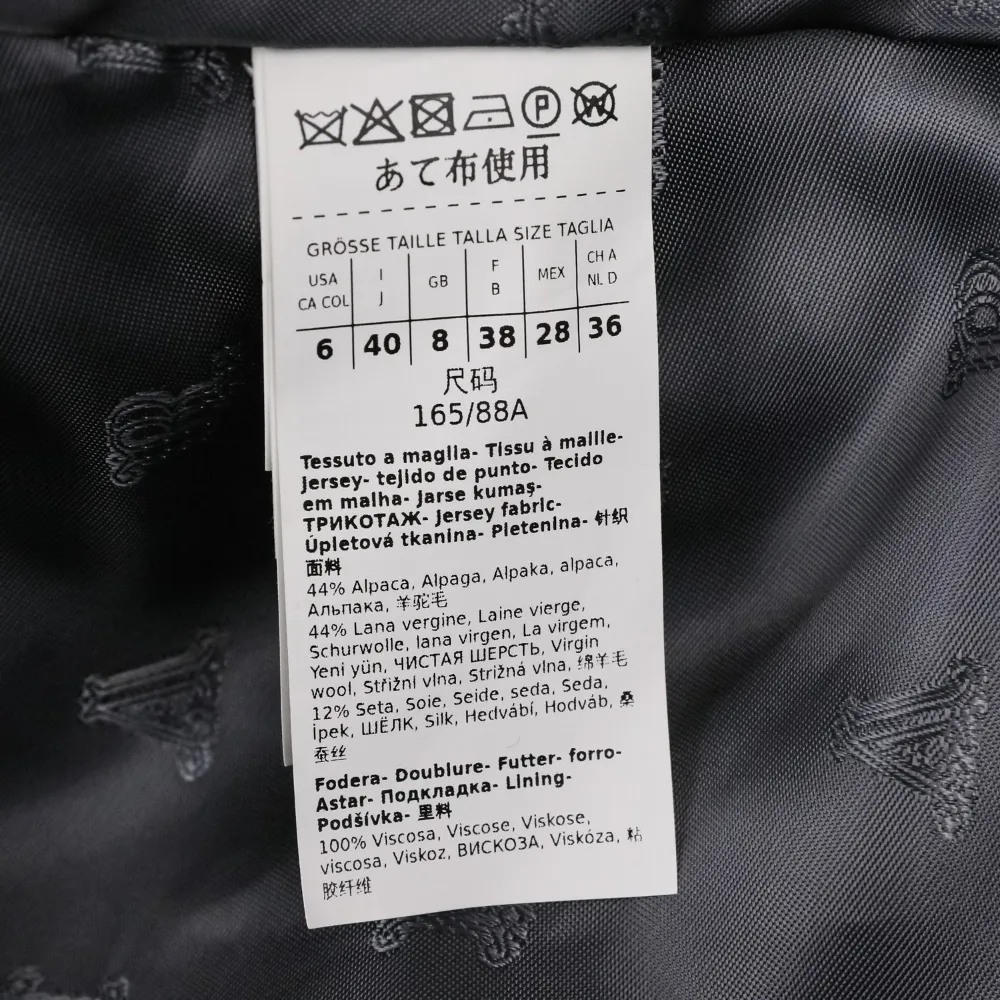 P W
あて布使用
GRÖSSE TAILLE TALLA SIZE TAGLIA
USA CA COL I J GB F B MEX CH A NL D
6 40 8 38 28 36
尺码
165/88A
Tessuto a maglia- Tissu à maille-
jersey- tejido de punto- Tecido
em malha- Jarse kumaş-
ТРИКОТАЖ- Jersey fabric-
Úpletová tkanina- Pletenina- 针织
面料
44% Alpaca, Alpaga, Alpaka, alpaca,
Альпака, 羊驼毛
44% Lana vergine, Laine vierge,
Schurwolle, lana virgen, La virgem,
Yeni yün, ЧИСТАЯ ШЕРСТЬ, Virgin
wool, Střižní vlna, Strižná vlna, 绵羊毛
12% Seta, Soie, Seide, seda, Seda,
İpek, ШЁЛК, Silk, Hedvábí, Hodváb, 桑
蚕丝
Fodera- Doublure- Futter- forro-
Astar- Подкладка- Lining-
Podšívka- 里料
100% Viscosa, Viscose, Viskose,
viscosa, Viskoz, ВИСКОЗА, Viskóza, 粘
胶纤维